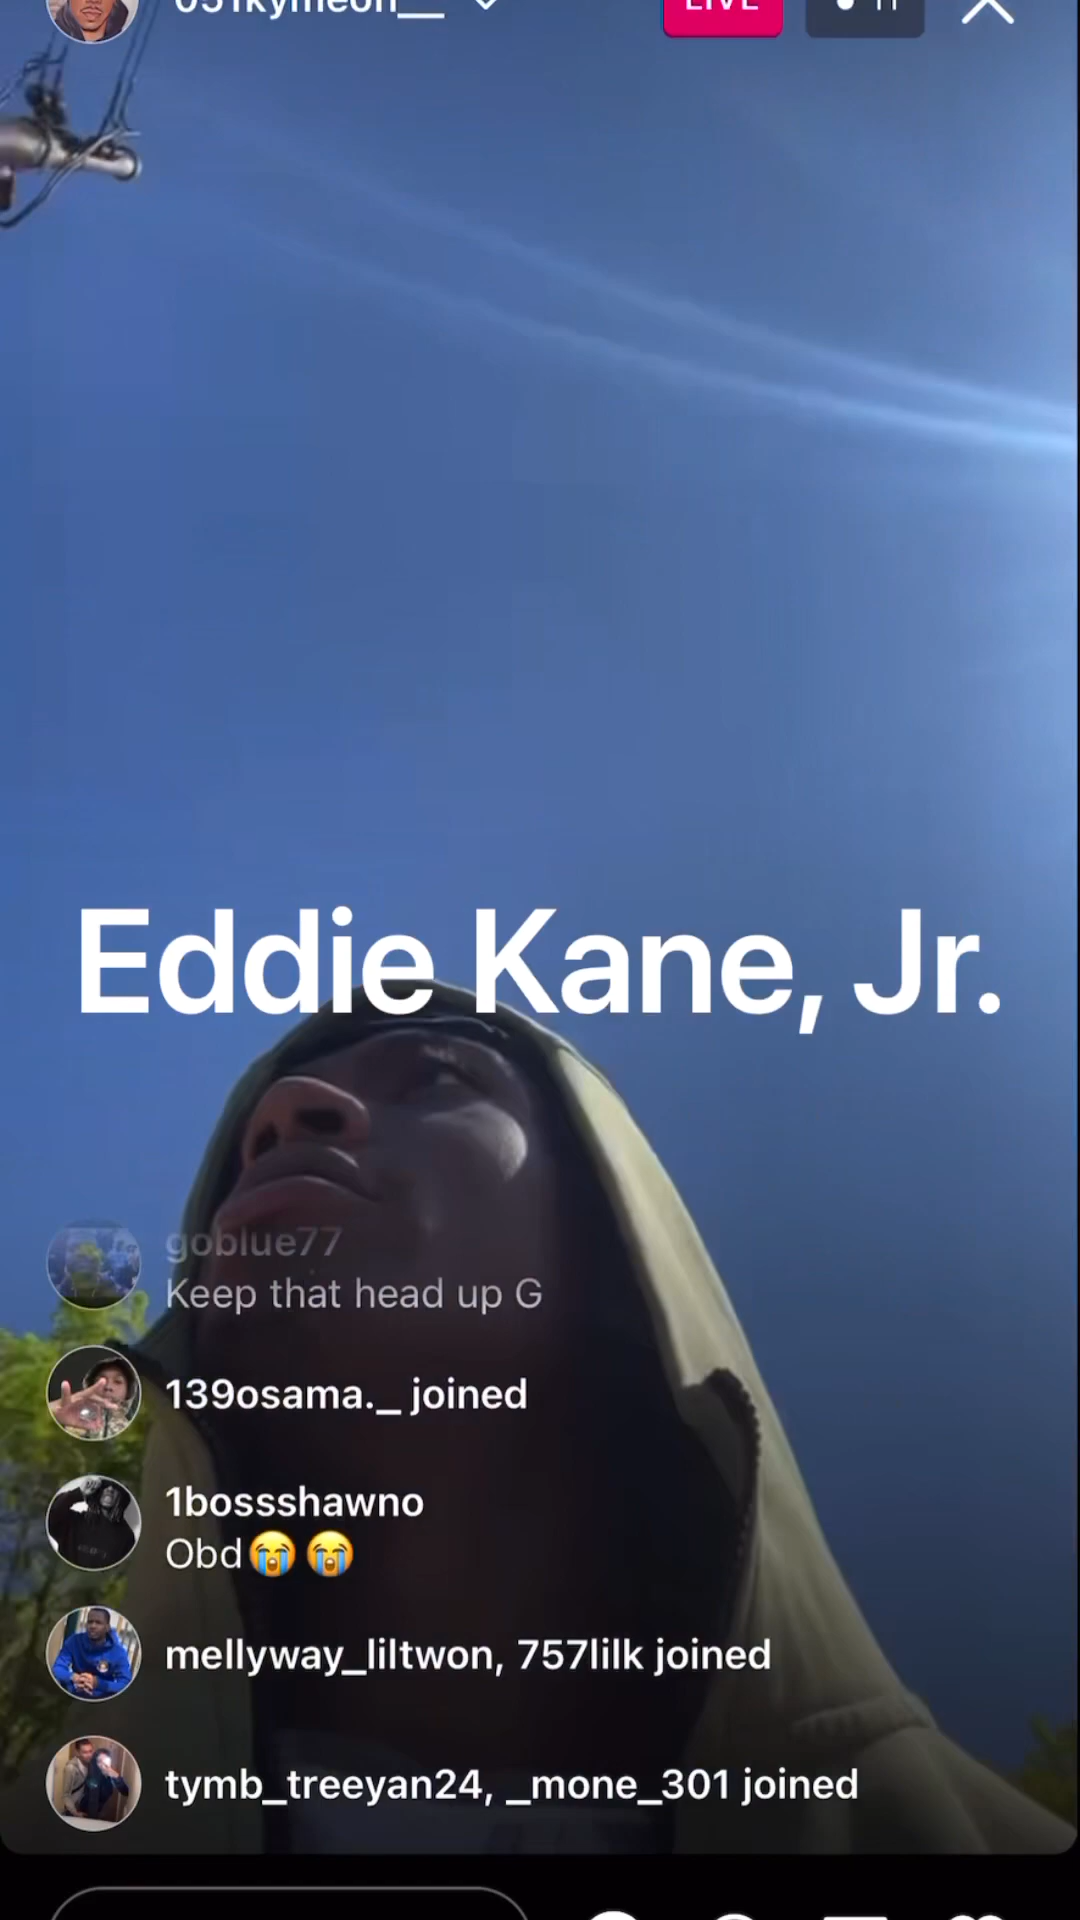 LIVE
Eddie Kane, Jr.
goblue77
Keep that head up G
139osama._ joined
1bossshawno
Obd😭😭
mellyway_liltwon, 757lilk joined
tymb_treeyan24, _mone_301 joined